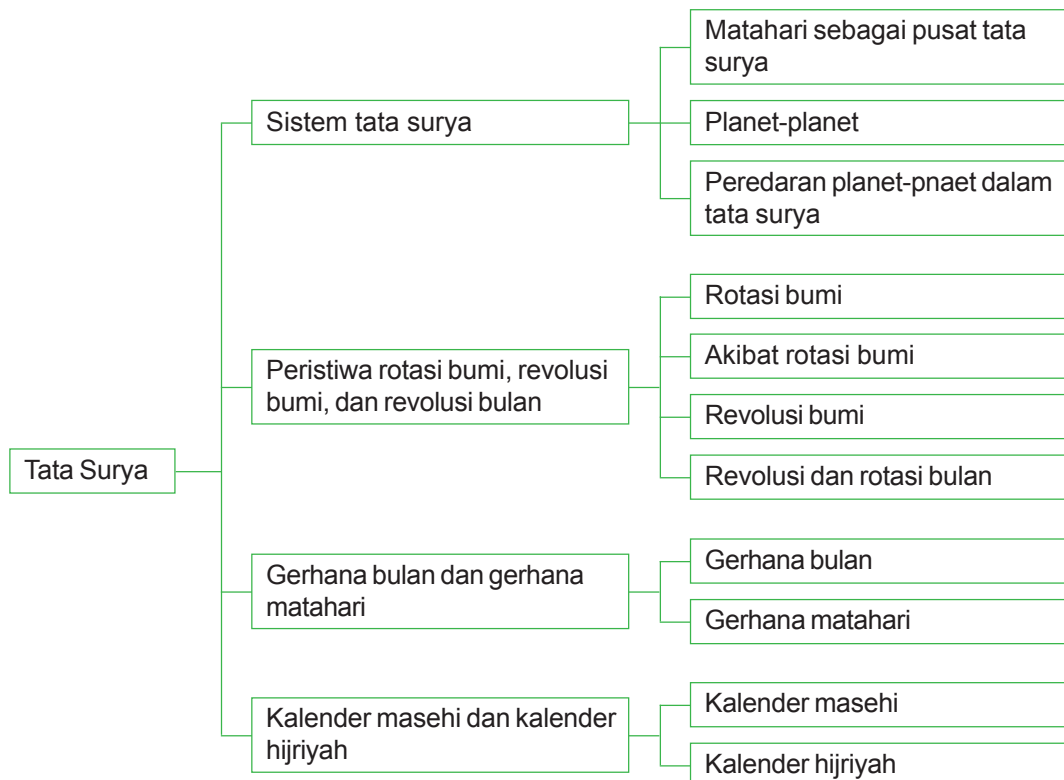 Tata Surya
Sistem tata surya
Matahari sebagai pusat tata
surya
Planet-planet
Peredaran planet-pnaet dalam
tata surya
Peristiwa rotasi bumi, revolusi
bumi, dan revolusi bulan
Rotasi bumi
Akibat rotasi bumi
Revolusi bumi
Revolusi dan rotasi bulan
Gerhana bulan dan gerhana
matahari
Gerhana bulan
Gerhana matahari
Kalender masehi dan kalender
hijriyah
Kalender masehi
Kalender hijriyah